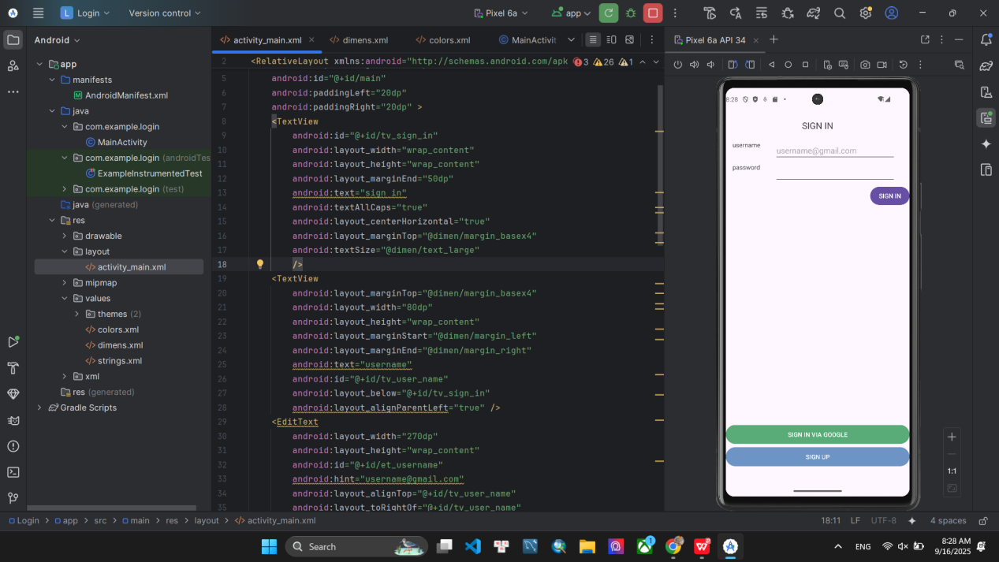 L Login
Version control
Pixel 6a
app
Android
activity_main.xml
dimens.xml
colors.xml
MainActivit
Pixel 6a API 34
app
manifests
AndroidManifest.xml
java
com.example.login
MainActivity
com.example.login (androidTes
ExampleInstrumentedTest
com.example.login (test)
java (generated)
res
drawable
layout
activity_main.xml
mipmap
values
themes (2)
colors.xml
dimens.xml
strings.xml
xml
res (generated)
Gradle Scripts
2 <RelativeLayout xmlns:android="http://schemas.android.com/apk 3 26 1
5 android:id="@+id/main"
6 android:paddingLeft="20dp"
7 android:paddingRight="20dp" >
8 <TextView
9 android:id="@+id/tv_sign_in"
10 android:layout_width="wrap_content"
11 android:layout_height="wrap_content"
12 android:layout_marginEnd="50dp"
13 android:text="sign in"
14 android:textAllCaps="true"
15 android:layout_centerHorizontal="true"
16 android:layout_marginTop="@dimen/margin_basex4"
17 android:textSize="@dimen/text_large"
18 />
19 <TextView
20 android:layout_marginTop="@dimen/margin_basex4"
21 android:layout_width="80dp"
22 android:layout_height="wrap_content"
23 android:layout_marginStart="@dimen/margin_left"
24 android:layout_marginEnd="@dimen/margin_right"
25 android:text="username"
26 android:id="@+id/tv_user_name"
27 android:layout_below="@+id/tv_sign_in"
28 android:layout_alignParentLeft="true" />
29 <EditText
30 android:layout_width="270dp"
31 android:layout_height="wrap_content"
32 android:id="@+id/et_username"
33 android:hint="username@gmail.com"
34 android:layout_alignTop="@+id/tv_user_name"
35 android:layout_toRightOf="@+id/tv_user_name"
8:28
SIGN IN
username
username@gmail.com
password
SIGN IN
SIGN IN VIA GOOGLE
SIGN UP
1:1
Login > app > src > main > res > layout > activity_main.xml
18:11 LF UTF-8 4 spaces
Search
1
ENG
8:28 AM
9/16/2025